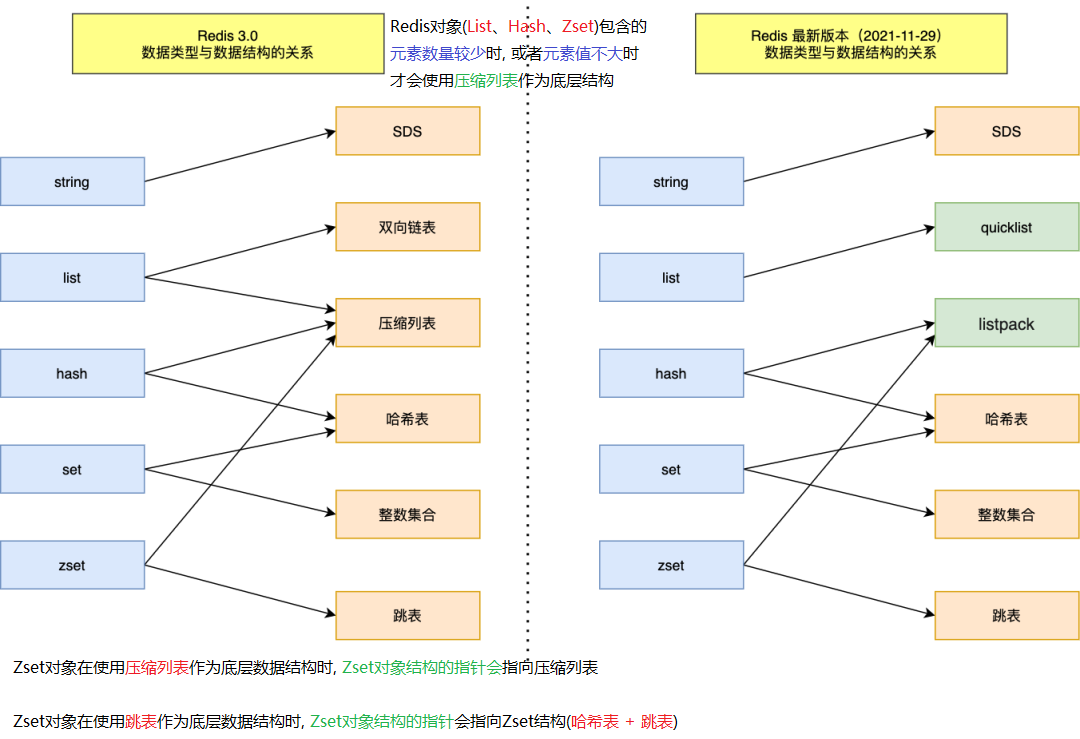 Redis 3.0
数据类型与数据结构的关系
Redis对象(List、Hash、Zset)包含的
元素数量较少时, 或者元素值不大时
才会使用压缩列表作为底层结构
Redis 最新版本（2021-11-29）
数据类型与数据结构的关系
string
list
hash
set
zset
SDS
双向链表
压缩列表
哈希表
整数集合
跳表
string
list
hash
set
zset
SDS
quicklist
listpack
哈希表
整数集合
跳表
Zset对象在使用压缩列表作为底层数据结构时, Zset对象结构的指针会指向压缩列表
Zset对象在使用跳表作为底层数据结构时, Zset对象结构的指针会指向Zset结构(哈希表 + 跳表)